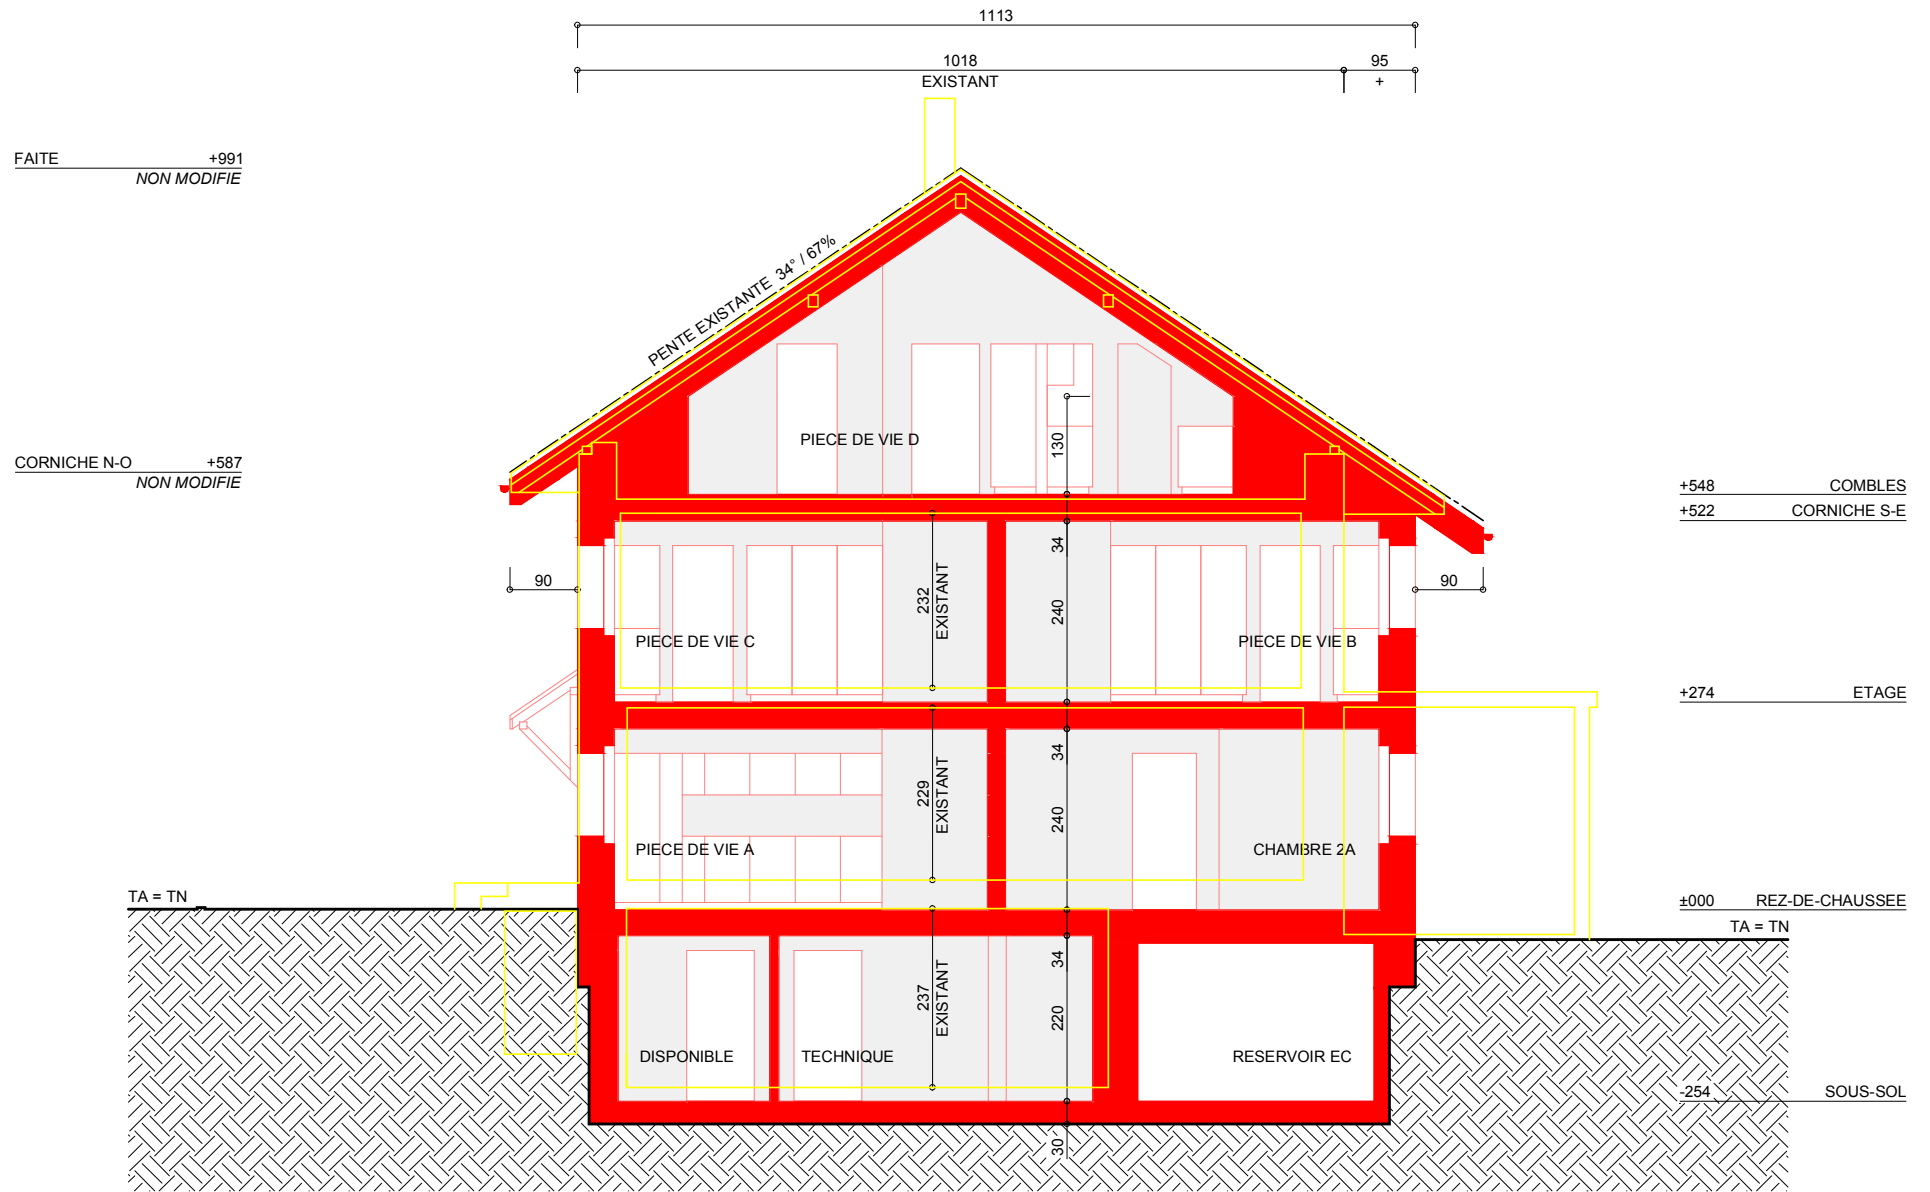 1113
1018
95
EXISTANT
+
FAITE +991
NON MODIFIE
PENTE EXISTANTE 34° / 67%
PIECE DE VIE D
130
CORNICHE N-O +587
NON MODIFIE
+548 COMBLES
+522 CORNICHE S-E
34
90
90
232
EXISTANT
240
PIECE DE VIE C
PIECE DE VIE B
+274 ETAGE
34
229
EXISTANT
240
PIECE DE VIE A
CHAMBRE 2A
TA = TN
±000 REZ-DE-CHAUSSEE
TA = TN
34
237
EXISTANT
220
DISPONIBLE
TECHNIQUE
RESERVOIR EC
-254 SOUS-SOL
30